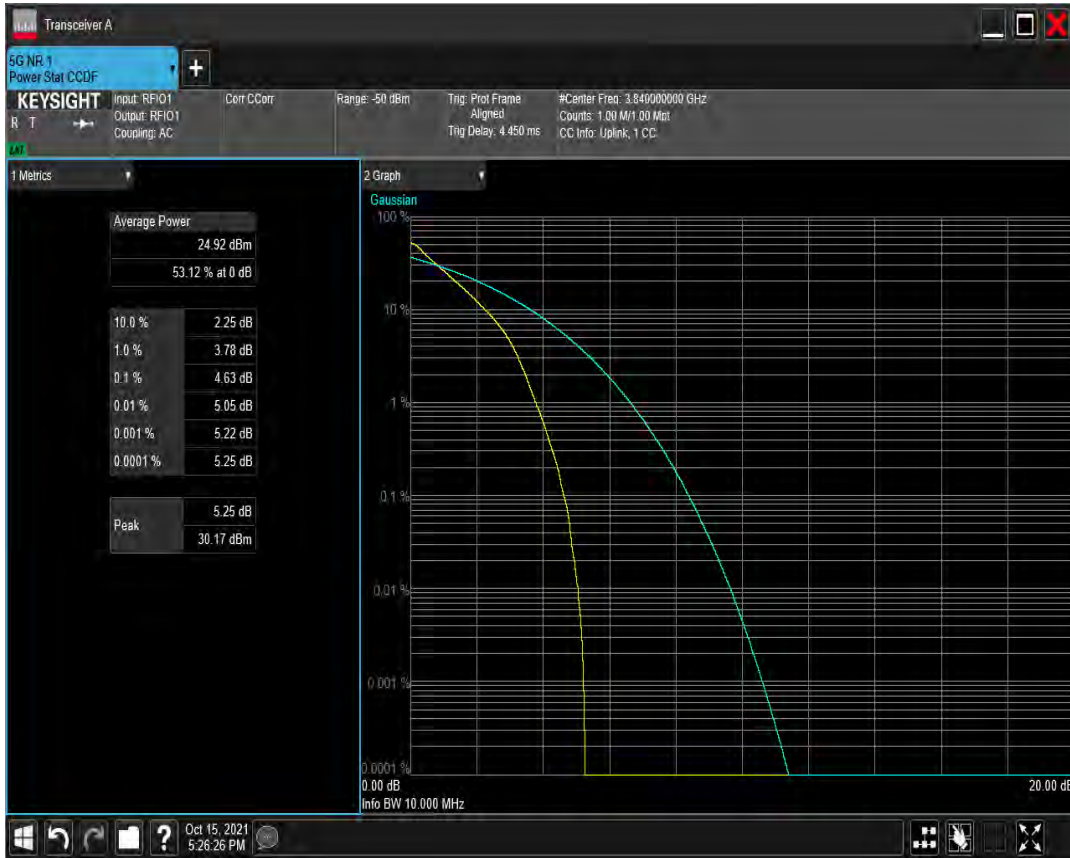 Transceiver A
5G NR 1
Power Stat CCDF
KEYSIGHT
R T
LXI
Input: RFIO1
Output: RFIO1
Coupling: AC
Corr CCorr
Range: -50 dBm
Trig: Prot Frame
Aligned
Trig Delay: 4.450 ms
#Center Freq: 3.840000000 GHz
Counts: 1.00 M/1.00 Mpt
CC Info: Uplink, 1 CC
1 Metrics
Average Power
24.92 dBm
53.12 % at 0 dB
10.0 % 2.25 dB
1.0 % 3.78 dB
0.1 % 4.63 dB
0.01 % 5.05 dB
0.001 % 5.22 dB
0.0001 % 5.25 dB
Peak
5.25 dB
30.17 dBm
2 Graph
Gaussian
100 %
10 %
1 %
0.1 %
0.01 %
0.001 %
0.0001 %
0.00 dB
20.00 dB
Info BW 10.000 MHz
?
Oct 15, 2021
5:26:26 PM